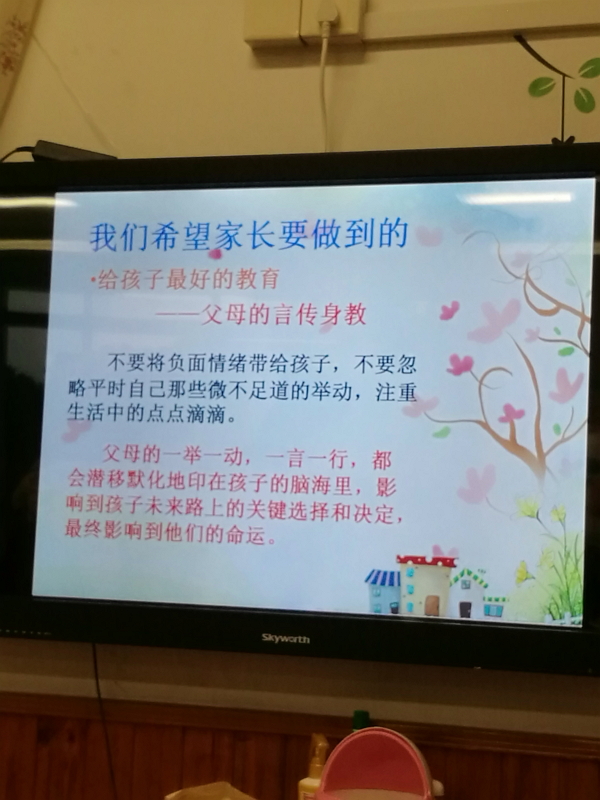 我们希望家长要做到的
•给孩子最好的教育
——父母的言传身教
不要将负面情绪带给孩子，不要忽
略平时自己那些微不足道的举动，注重
生活中的点点滴滴。
父母的一举一动，一言一行，都
会潜移默化地印在孩子的脑海里，影
响到孩子未来路上的关键选择和决定，
最终影响到他们的命运。
Skyworth